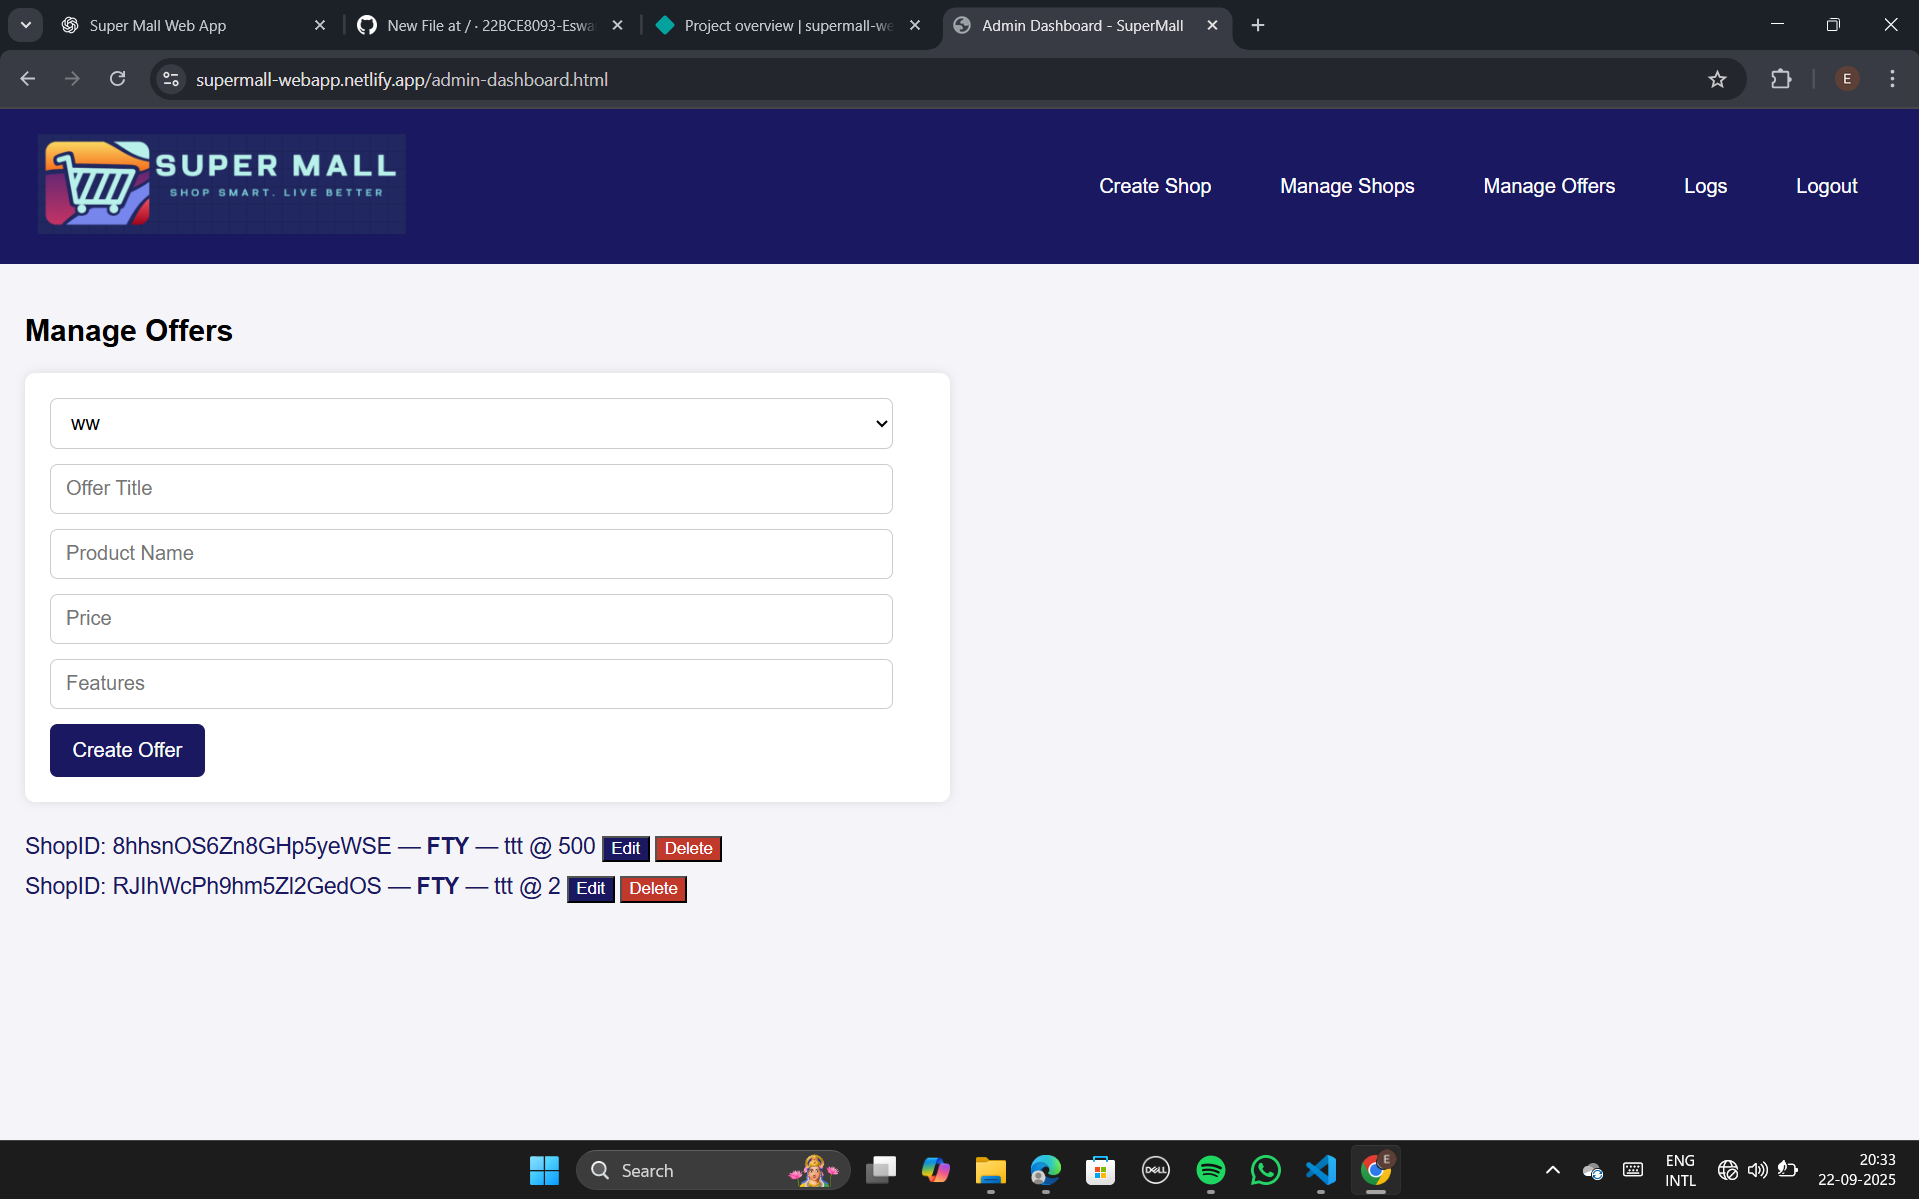 Super Mall Web App
New File at / · 22BCE8093-Eswa
Project overview | supermall-we
Admin Dashboard - SuperMall
supermall-webapp.netlify.app/admin-dashboard.html
E
SUPER MALL
SHOP SMART. LIVE BETTER
Create Shop
Manage Shops
Manage Offers
Logs
Logout
Manage Offers
ww
Offer Title
Product Name
Price
Features
Create Offer
ShopID: 8hhsnOS6Zn8GHp5yeWSE — FTY — ttt @ 500 Edit Delete
ShopID: RJIhWcPh9hm5Zl2GedOS — FTY — ttt @ 2 Edit Delete
Search
DELL
E
ENG
INTL
20:33
22-09-2025